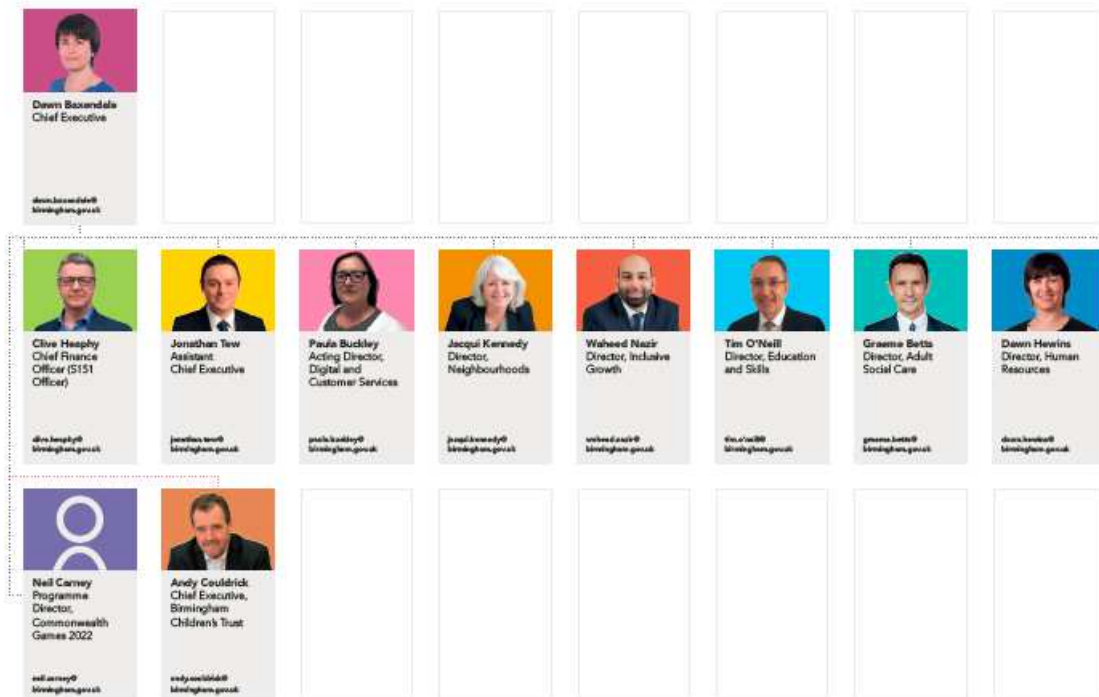 Dawn Baxendale
Chief Executive
dawn.baxendale@
birmingham.gov.uk
Clive Heaphy
Chief Finance
Officer (S151
Officer)
clive.heaphy@
birmingham.gov.uk
Jonathan Tew
Assistant
Chief Executive
jonathan.tew@
birmingham.gov.uk
Paula Buckley
Acting Director,
Digital and
Customer Services
paula.buckley@
birmingham.gov.uk
Jacqui Kennedy
Director,
Neighbourhoods
jacqui.kennedy@
birmingham.gov.uk
Waheed Nazir
Director, Inclusive
Growth
waheed.nazir@
birmingham.gov.uk
Tim O'Neill
Director, Education
and Skills
tim.o'neill@
birmingham.gov.uk
Graeme Betts
Director, Adult
Social Care
graeme.betts@
birmingham.gov.uk
Dawn Hewins
Director, Human
Resources
dawn.hewins@
birmingham.gov.uk
Neil Carney
Programme
Director,
Commonwealth
Games 2022
neil.carney@
birmingham.gov.uk
Andy Couldrick
Chief Executive,
Birmingham
Children's Trust
andy.couldrick@
birmingham.gov.uk